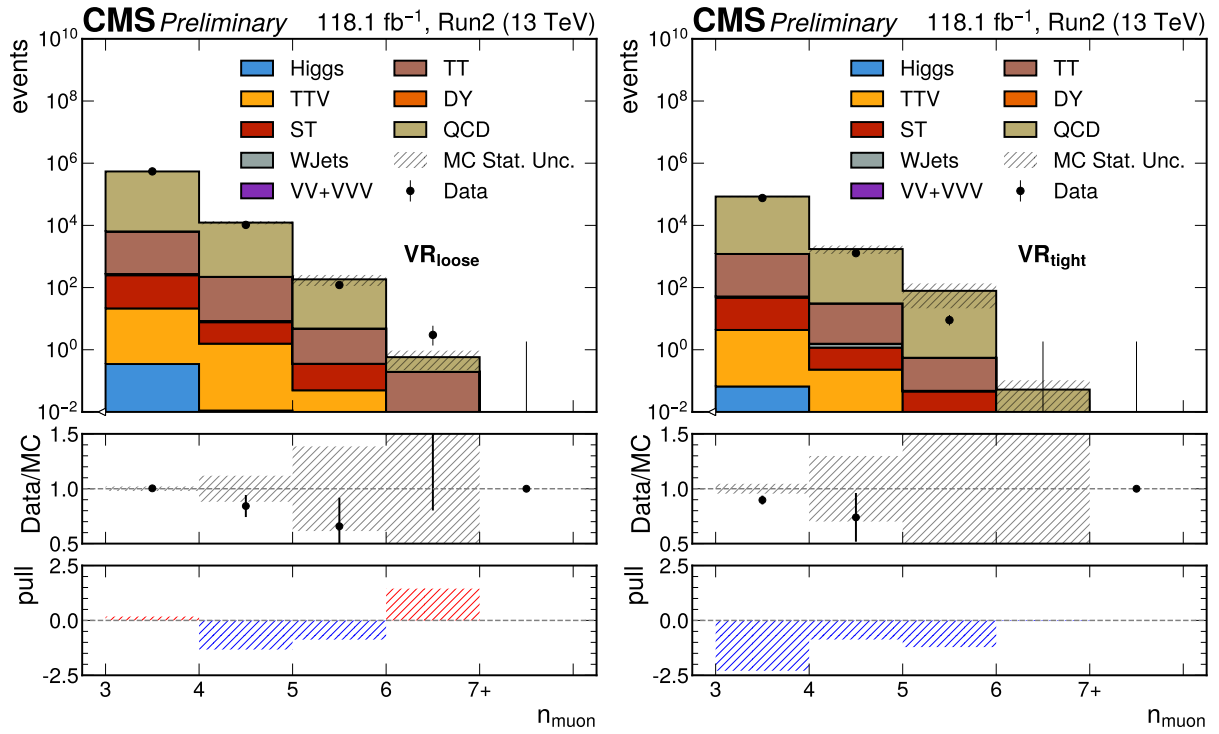 CMS Preliminary 118.1 fb⁻¹, Run2 (13 TeV)
events
10¹⁰
10⁸
10⁶
10⁴
10²
10⁰
10⁻²
Higgs TT
TTV DY
ST QCD
WJets MC Stat. Unc.
VV+VVV Data
VR_loose
Data/MC
1.5
1.0
0.5
pull
2.5
0.0
-2.5
3 4 5 6 7+
n_muon
CMS Preliminary 118.1 fb⁻¹, Run2 (13 TeV)
events
10¹⁰
10⁸
10⁶
10⁴
10²
10⁰
10⁻²
Higgs TT
TTV DY
ST QCD
WJets MC Stat. Unc.
VV+VVV Data
VR_tight
Data/MC
1.5
1.0
0.5
pull
2.5
0.0
-2.5
3 4 5 6 7+
n_muon